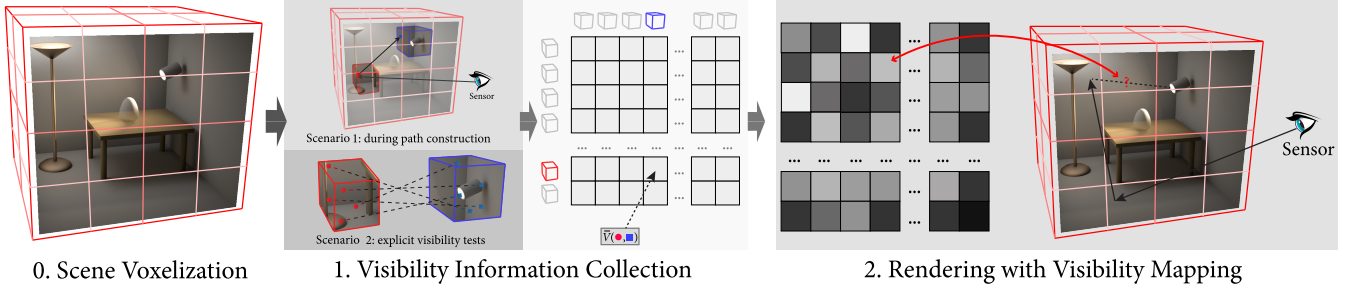 Sensor
Scenario 1: during path construction
Scenario 2: explicit visibility tests
... ...
...
...
...
...
... ... ... ... ... ... ...
...
V̅(●,■)
...
...
...
...
... ... ... ... ... ... ...
...
...
?
Sensor
0. Scene Voxelization
1. Visibility Information Collection
2. Rendering with Visibility Mapping